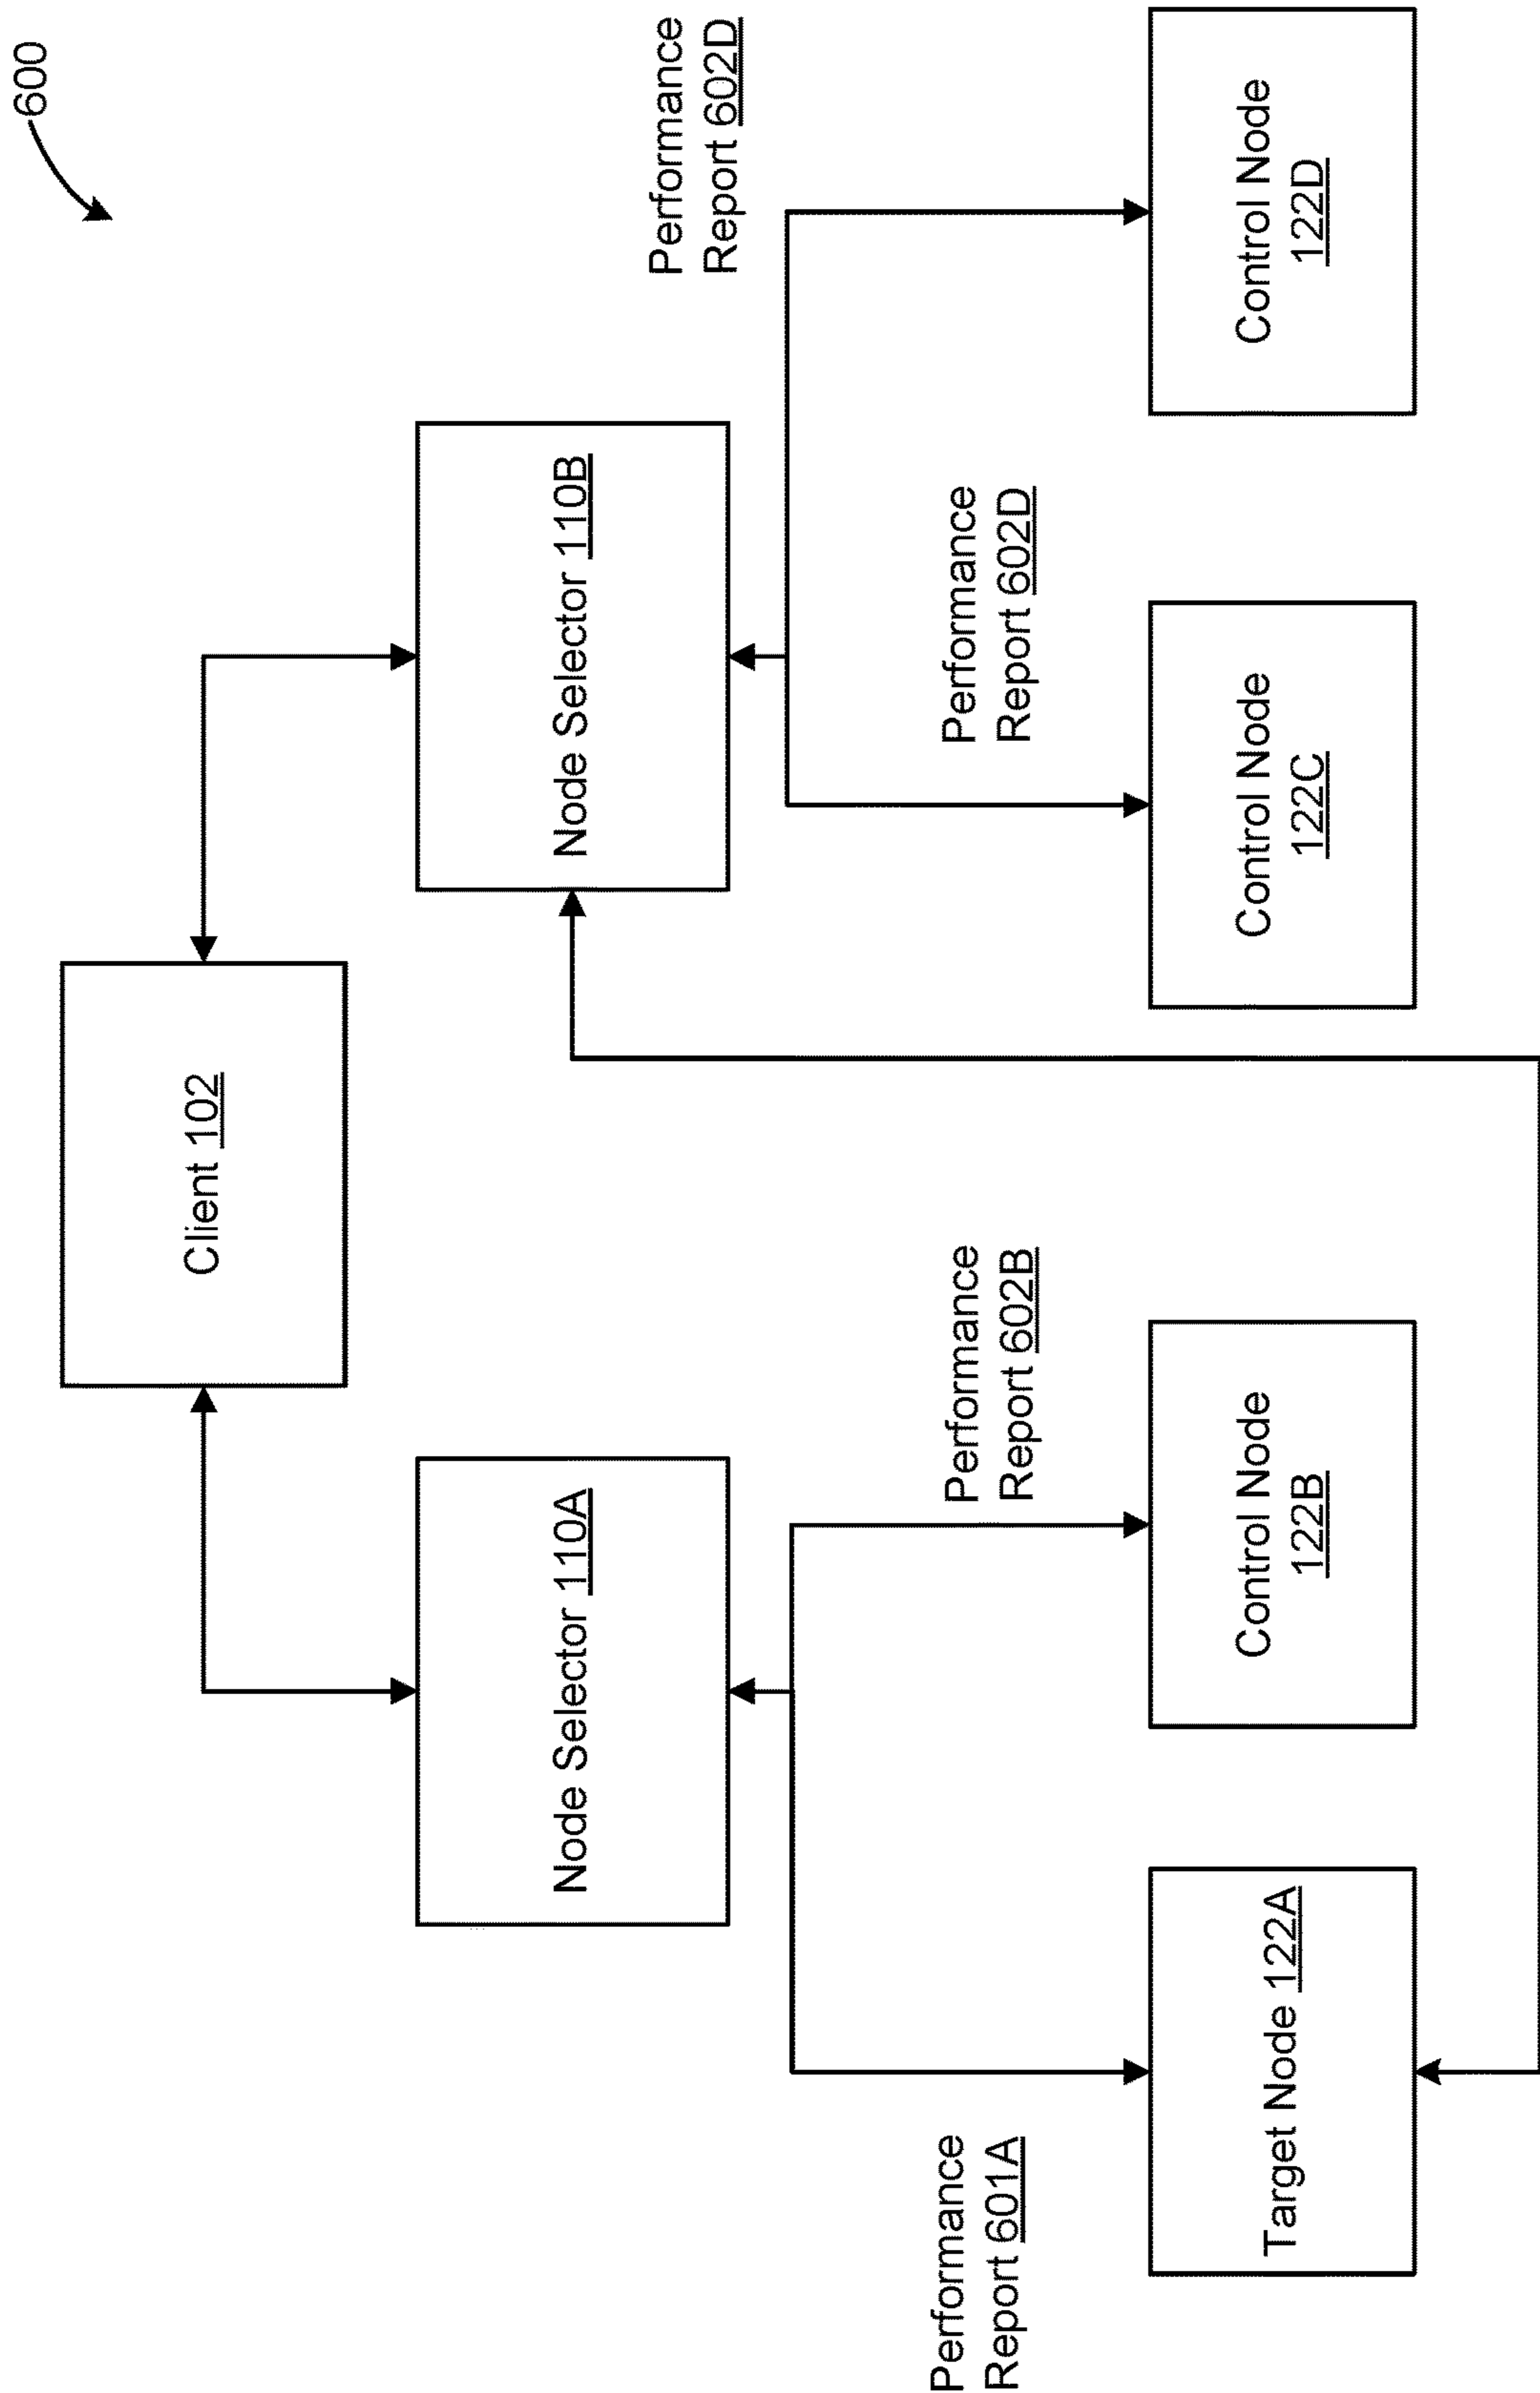 600
Client 102
Node Selector 110A
Node Selector 110B
Performance
Report 601A
Performance
Report 602B
Performance
Report 602D
Performance
Report 602D
Target Node 122A
Control Node
122B
Control Node
122C
Control Node
122D